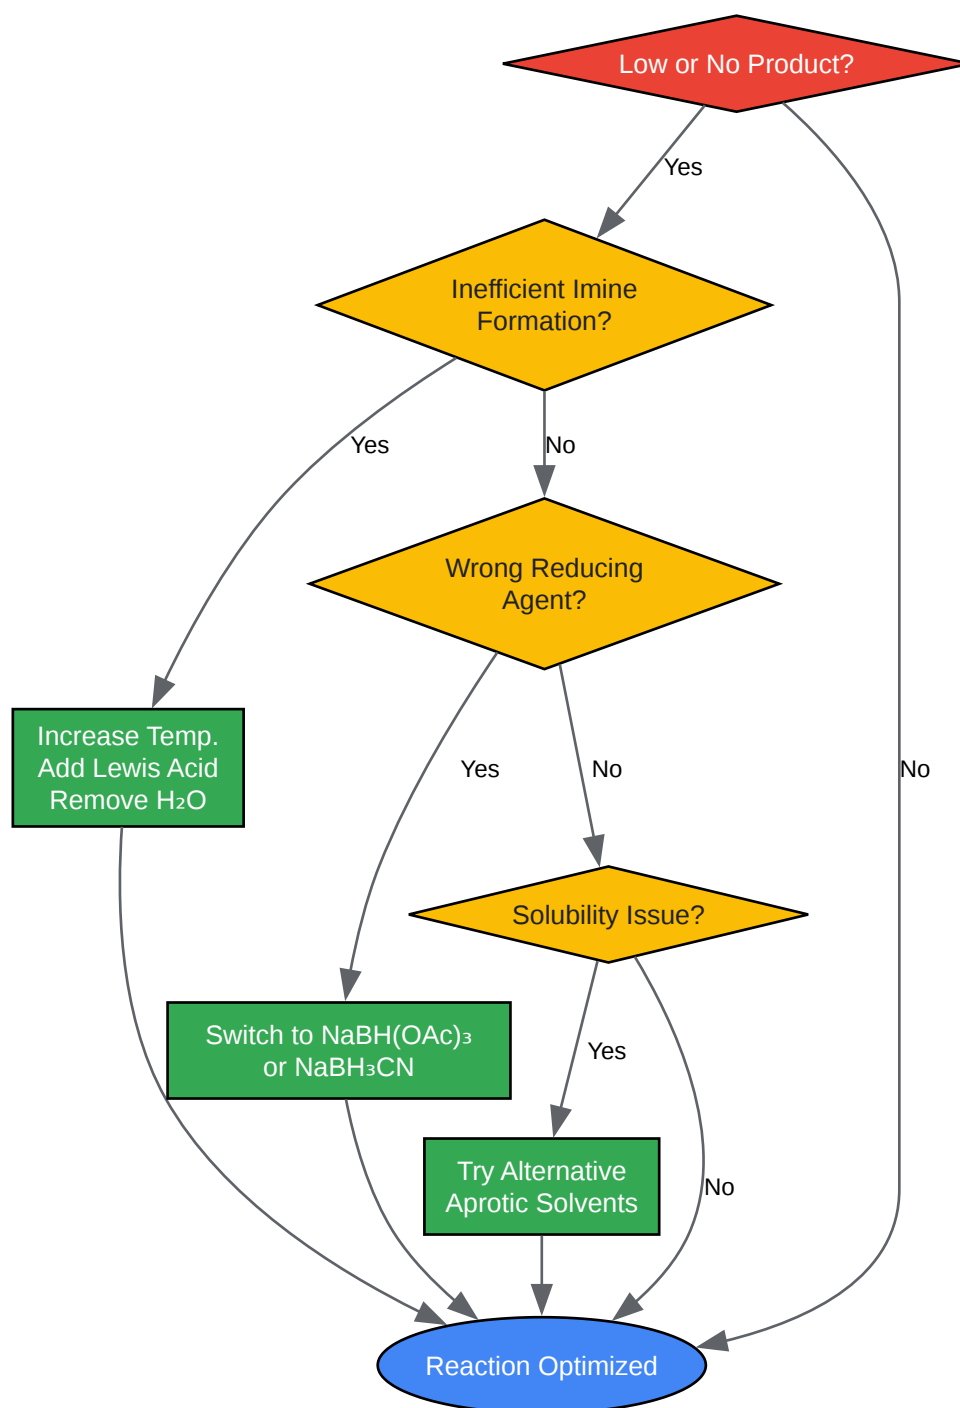 Low or No Product?
Yes
Inefficient Imine
Formation?
Yes
No
Wrong Reducing
Agent?
Increase Temp.
Add Lewis Acid
Remove H₂O
Yes
No
No
Solubility Issue?
Switch to NaBH(OAc)₃
or NaBH₃CN
Yes
Try Alternative
Aprotic Solvents
No
Reaction Optimized